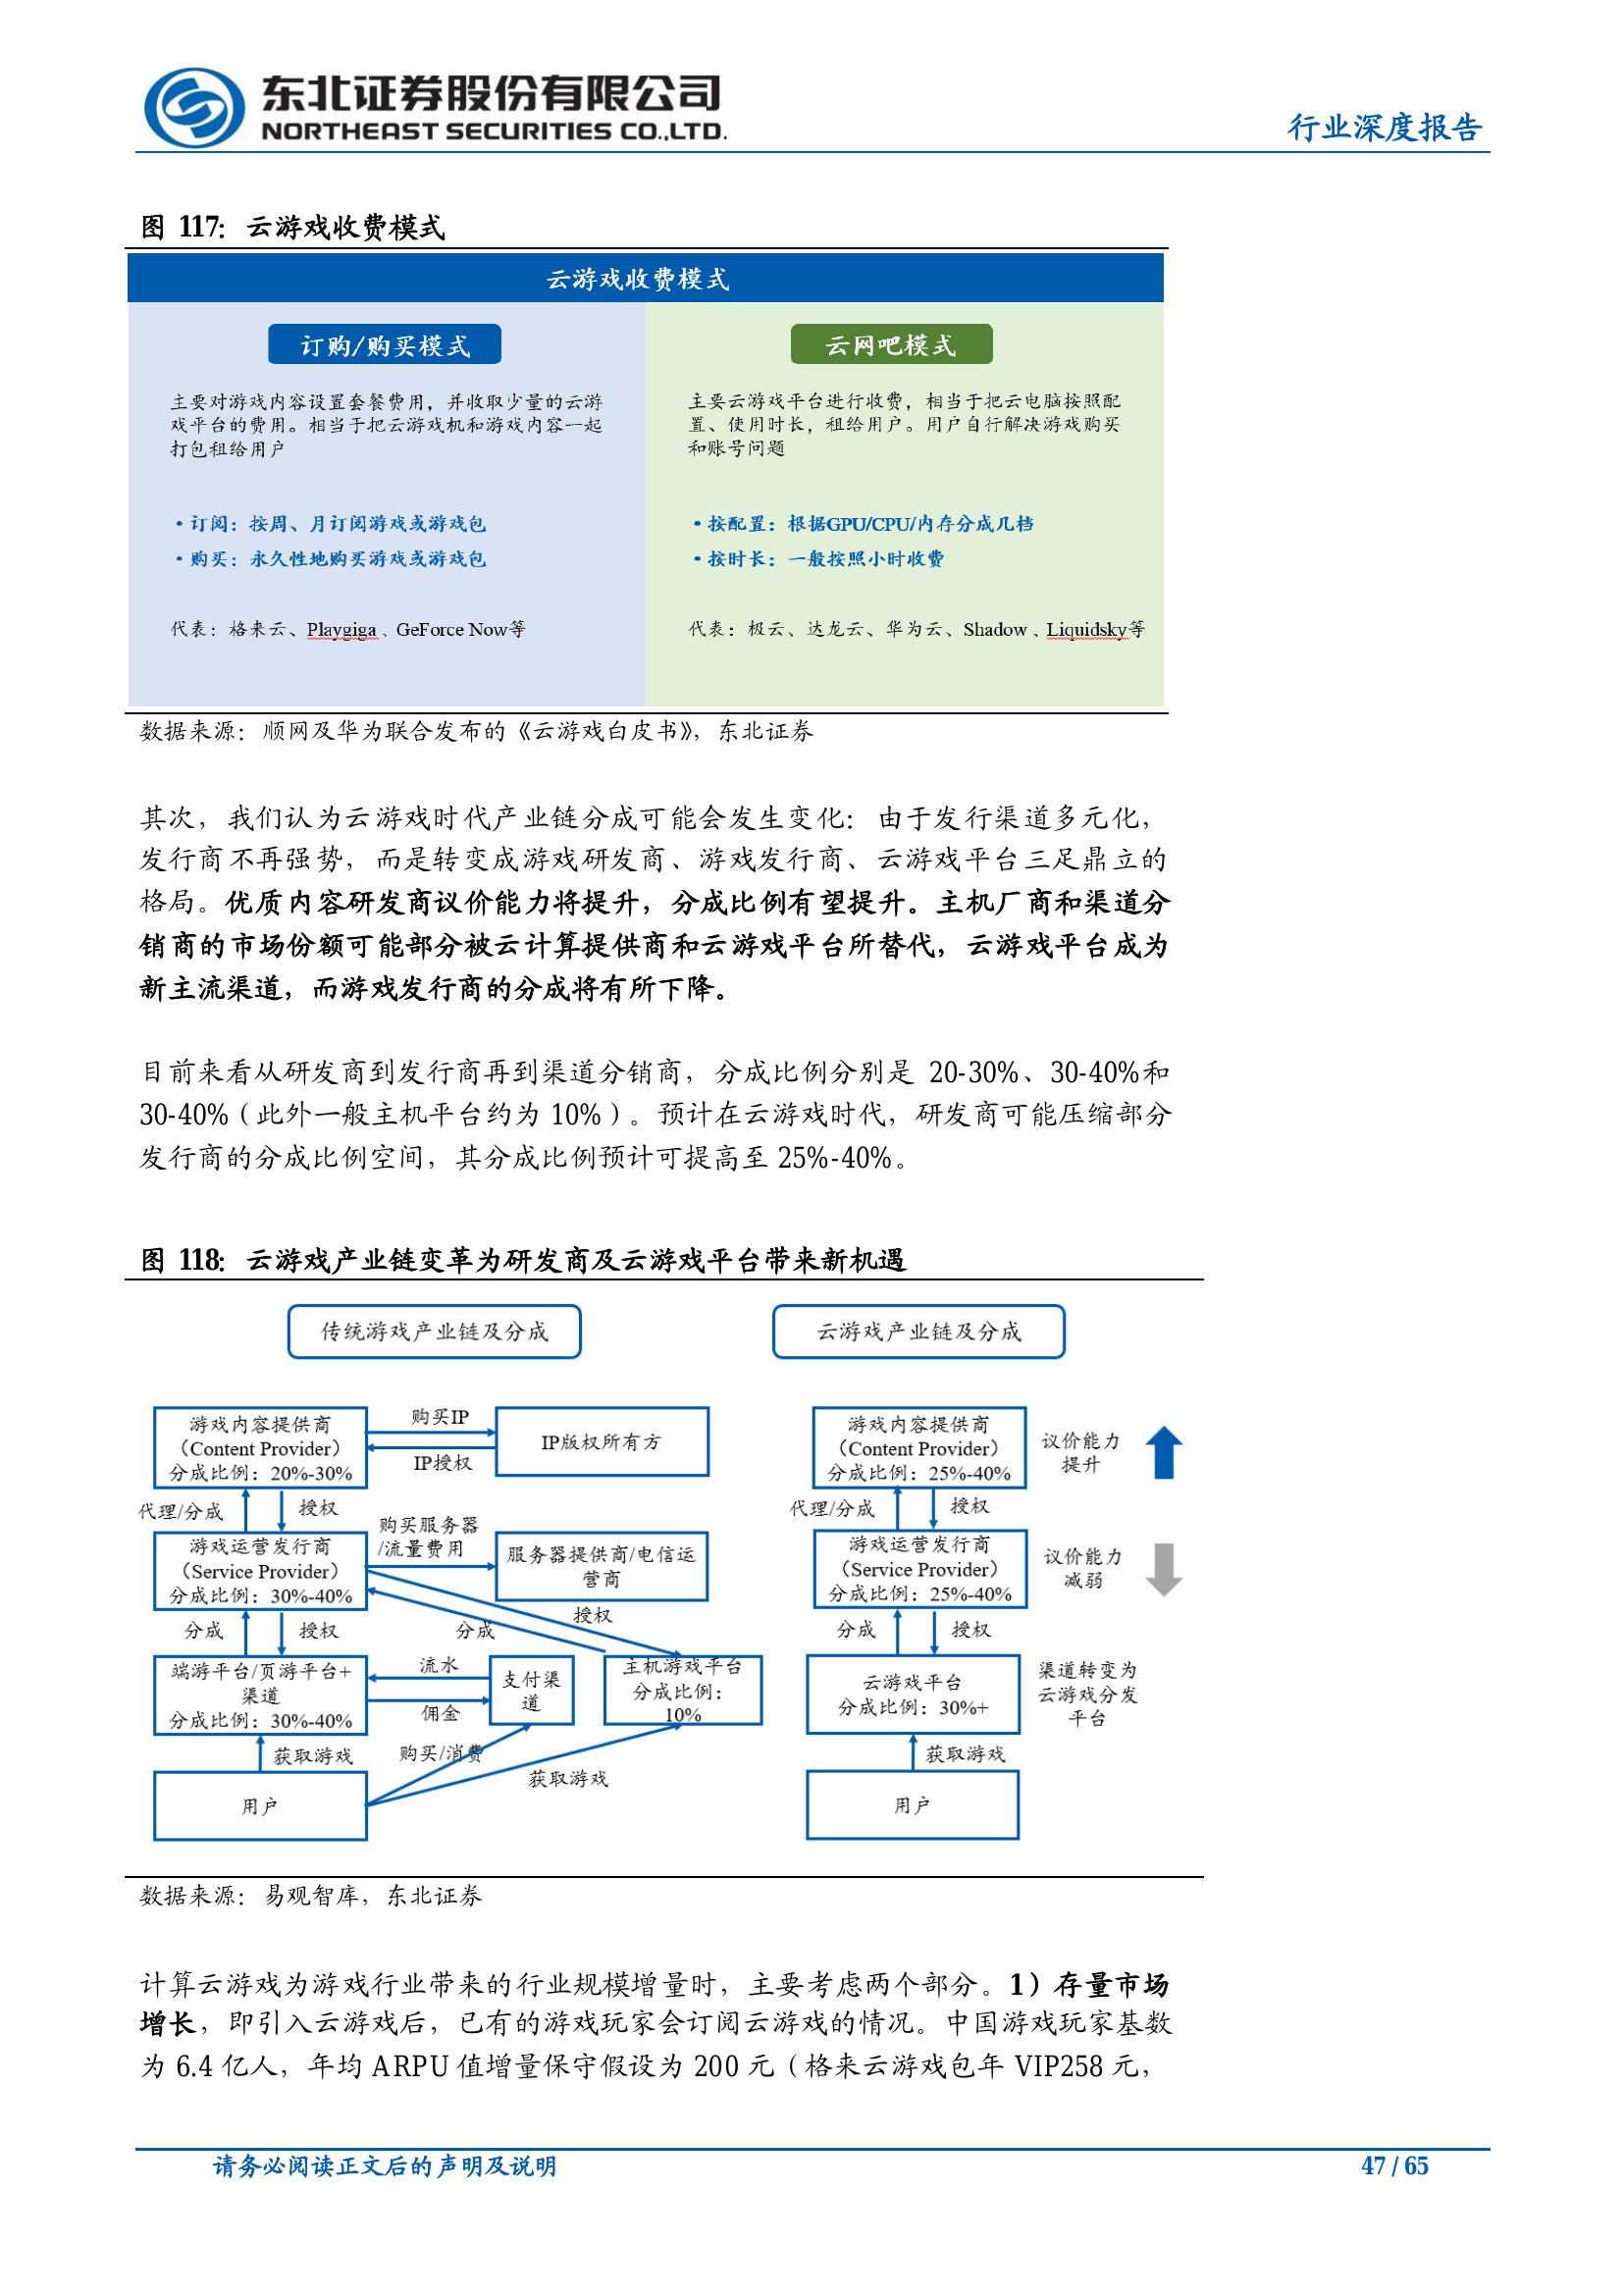 东北证券股份有限公司
NORTHEAST SECURITIES CO.,LTD.
行业深度报告
图 117：云游戏收费模式
云游戏收费模式
订购/购买模式
主要对游戏内容设置套餐费用，并收取少量的云游
戏平台的费用。相当于把云游戏机和游戏内容一起
打包租给用户
•订阅：按周、月订阅游戏或游戏包
•购买：永久性地购买游戏或游戏包
代表：格来云、Playgiga、GeForce Now等
云网吧模式
主要云游戏平台进行收费，相当于把云电脑按照配
置、使用时长，租给用户。用户自行解决游戏购买
和账号问题
•按配置：根据GPU/CPU/内存分成几档
•按时长：一般按照小时收费
代表：极云、达龙云、华为云、Shadow、Liquidsky等
数据来源：顺网及华为联合发布的《云游戏白皮书》，东北证券
其次，我们认为云游戏时代产业链分成可能会发生变化：由于发行渠道多元化，
发行商不再强势，而是转变成游戏研发商、游戏发行商、云游戏平台三足鼎立的
格局。优质内容研发商议价能力将提升，分成比例有望提升。主机厂商和渠道分
销商的市场份额可能部分被云计算提供商和云游戏平台所替代，云游戏平台成为
新主流渠道，而游戏发行商的分成将有所下降。
目前来看从研发商到发行商再到渠道分销商，分成比例分别是 20-30%、30-40%和
30-40%（此外一般主机平台约为 10%）。预计在云游戏时代，研发商可能压缩部分
发行商的分成比例空间，其分成比例预计可提高至 25%-40%。
图 118：云游戏产业链变革为研发商及云游戏平台带来新机遇
传统游戏产业链及分成
游戏内容提供商
（Content Provider）
分成比例：20%-30%
购买IP
IP授权
IP版权所有方
代理/分成
授权
游戏运营发行商
（Service Provider）
分成比例：30%-40%
购买服务器
/流量费用
服务器提供商/电信运
营商
分成
授权
分成
授权
端游平台/页游平台+
渠道
分成比例：30%-40%
流水
佣金
支付渠
道
主机游戏平台
分成比例：
10%
获取游戏
购买/消费
获取游戏
用户
云游戏产业链及分成
游戏内容提供商
（Content Provider）
分成比例：25%-40%
议价能力
提升
代理/分成
授权
游戏运营发行商
（Service Provider）
分成比例：25%-40%
议价能力
减弱
分成
授权
云游戏平台
分成比例：30%+
渠道转变为
云游戏分发
平台
获取游戏
用户
数据来源：易观智库，东北证券
计算云游戏为游戏行业带来的行业规模增量时，主要考虑两个部分。1）存量市场
增长，即引入云游戏后，已有的游戏玩家会订阅云游戏的情况。中国游戏玩家基数
为 6.4 亿人，年均 ARPU 值增量保守假设为 200 元（格来云游戏包年 VIP258 元，
请务必阅读正文后的声明及说明
47 / 65